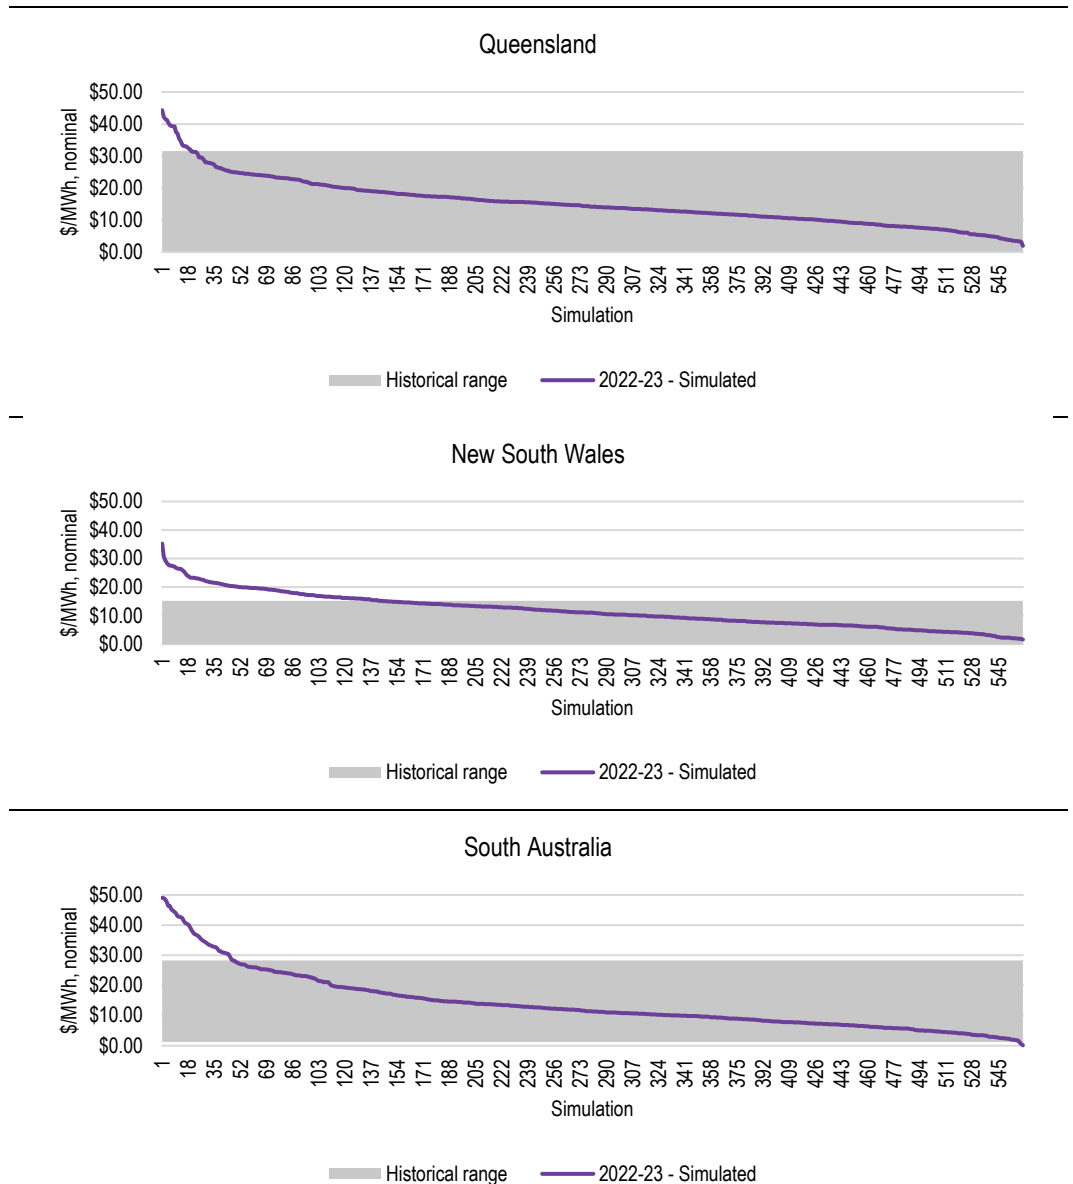 Queensland
$/MWh, nominal
$50.00
$40.00
$30.00
$20.00
$10.00
$0.00
1 18 35 52 69 86 103 120 137 154 171 188 205 222 239 256 273 290 307 324 341 358 375 392 409 426 443 460 477 494 511 528 545
Simulation
Historical range 2022-23 - Simulated
New South Wales
$/MWh, nominal
$50.00
$40.00
$30.00
$20.00
$10.00
$0.00
1 18 35 52 69 86 103 120 137 154 171 188 205 222 239 256 273 290 307 324 341 358 375 392 409 426 443 460 477 494 511 528 545
Simulation
Historical range 2022-23 - Simulated
South Australia
$/MWh, nominal
$50.00
$40.00
$30.00
$20.00
$10.00
$0.00
1 18 35 52 69 86 103 120 137 154 171 188 205 222 239 256 273 290 307 324 341 358 375 392 409 426 443 460 477 494 511 528 545
Simulation
Historical range 2022-23 - Simulated